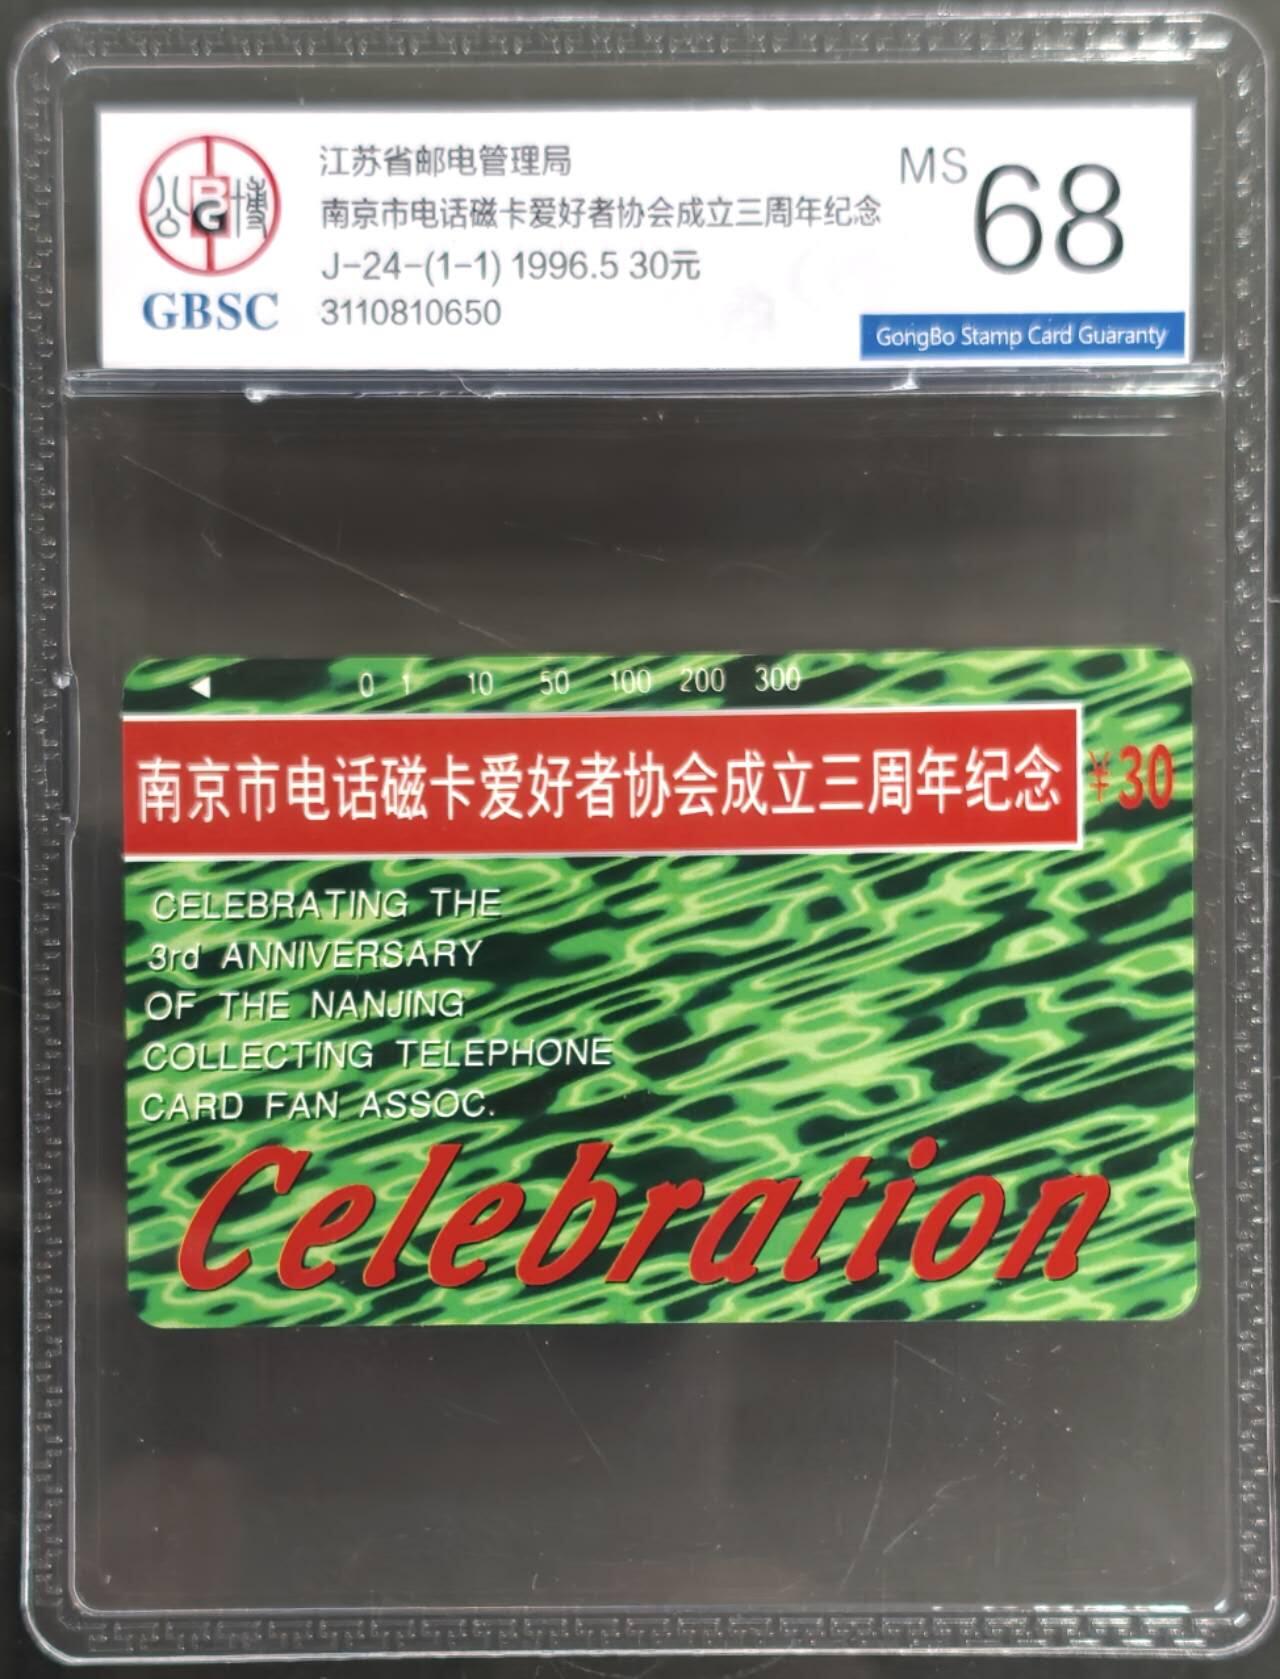 公博
PGG
GBSC
江苏省邮电管理局
南京市电话磁卡爱好者协会成立三周年纪念
J-24-(1-1) 1996.5 30元
3110810650
MS 68
GongBo Stamp Card Guaranty
0 1 10 50 100 200 300
南京市电话磁卡爱好者协会成立三周年纪念
¥30
CELEBRATING THE
3rd ANNIVERSARY
OF THE NANJING
COLLECTING TELEPHONE
CARD FAN ASSOC.
Celebration